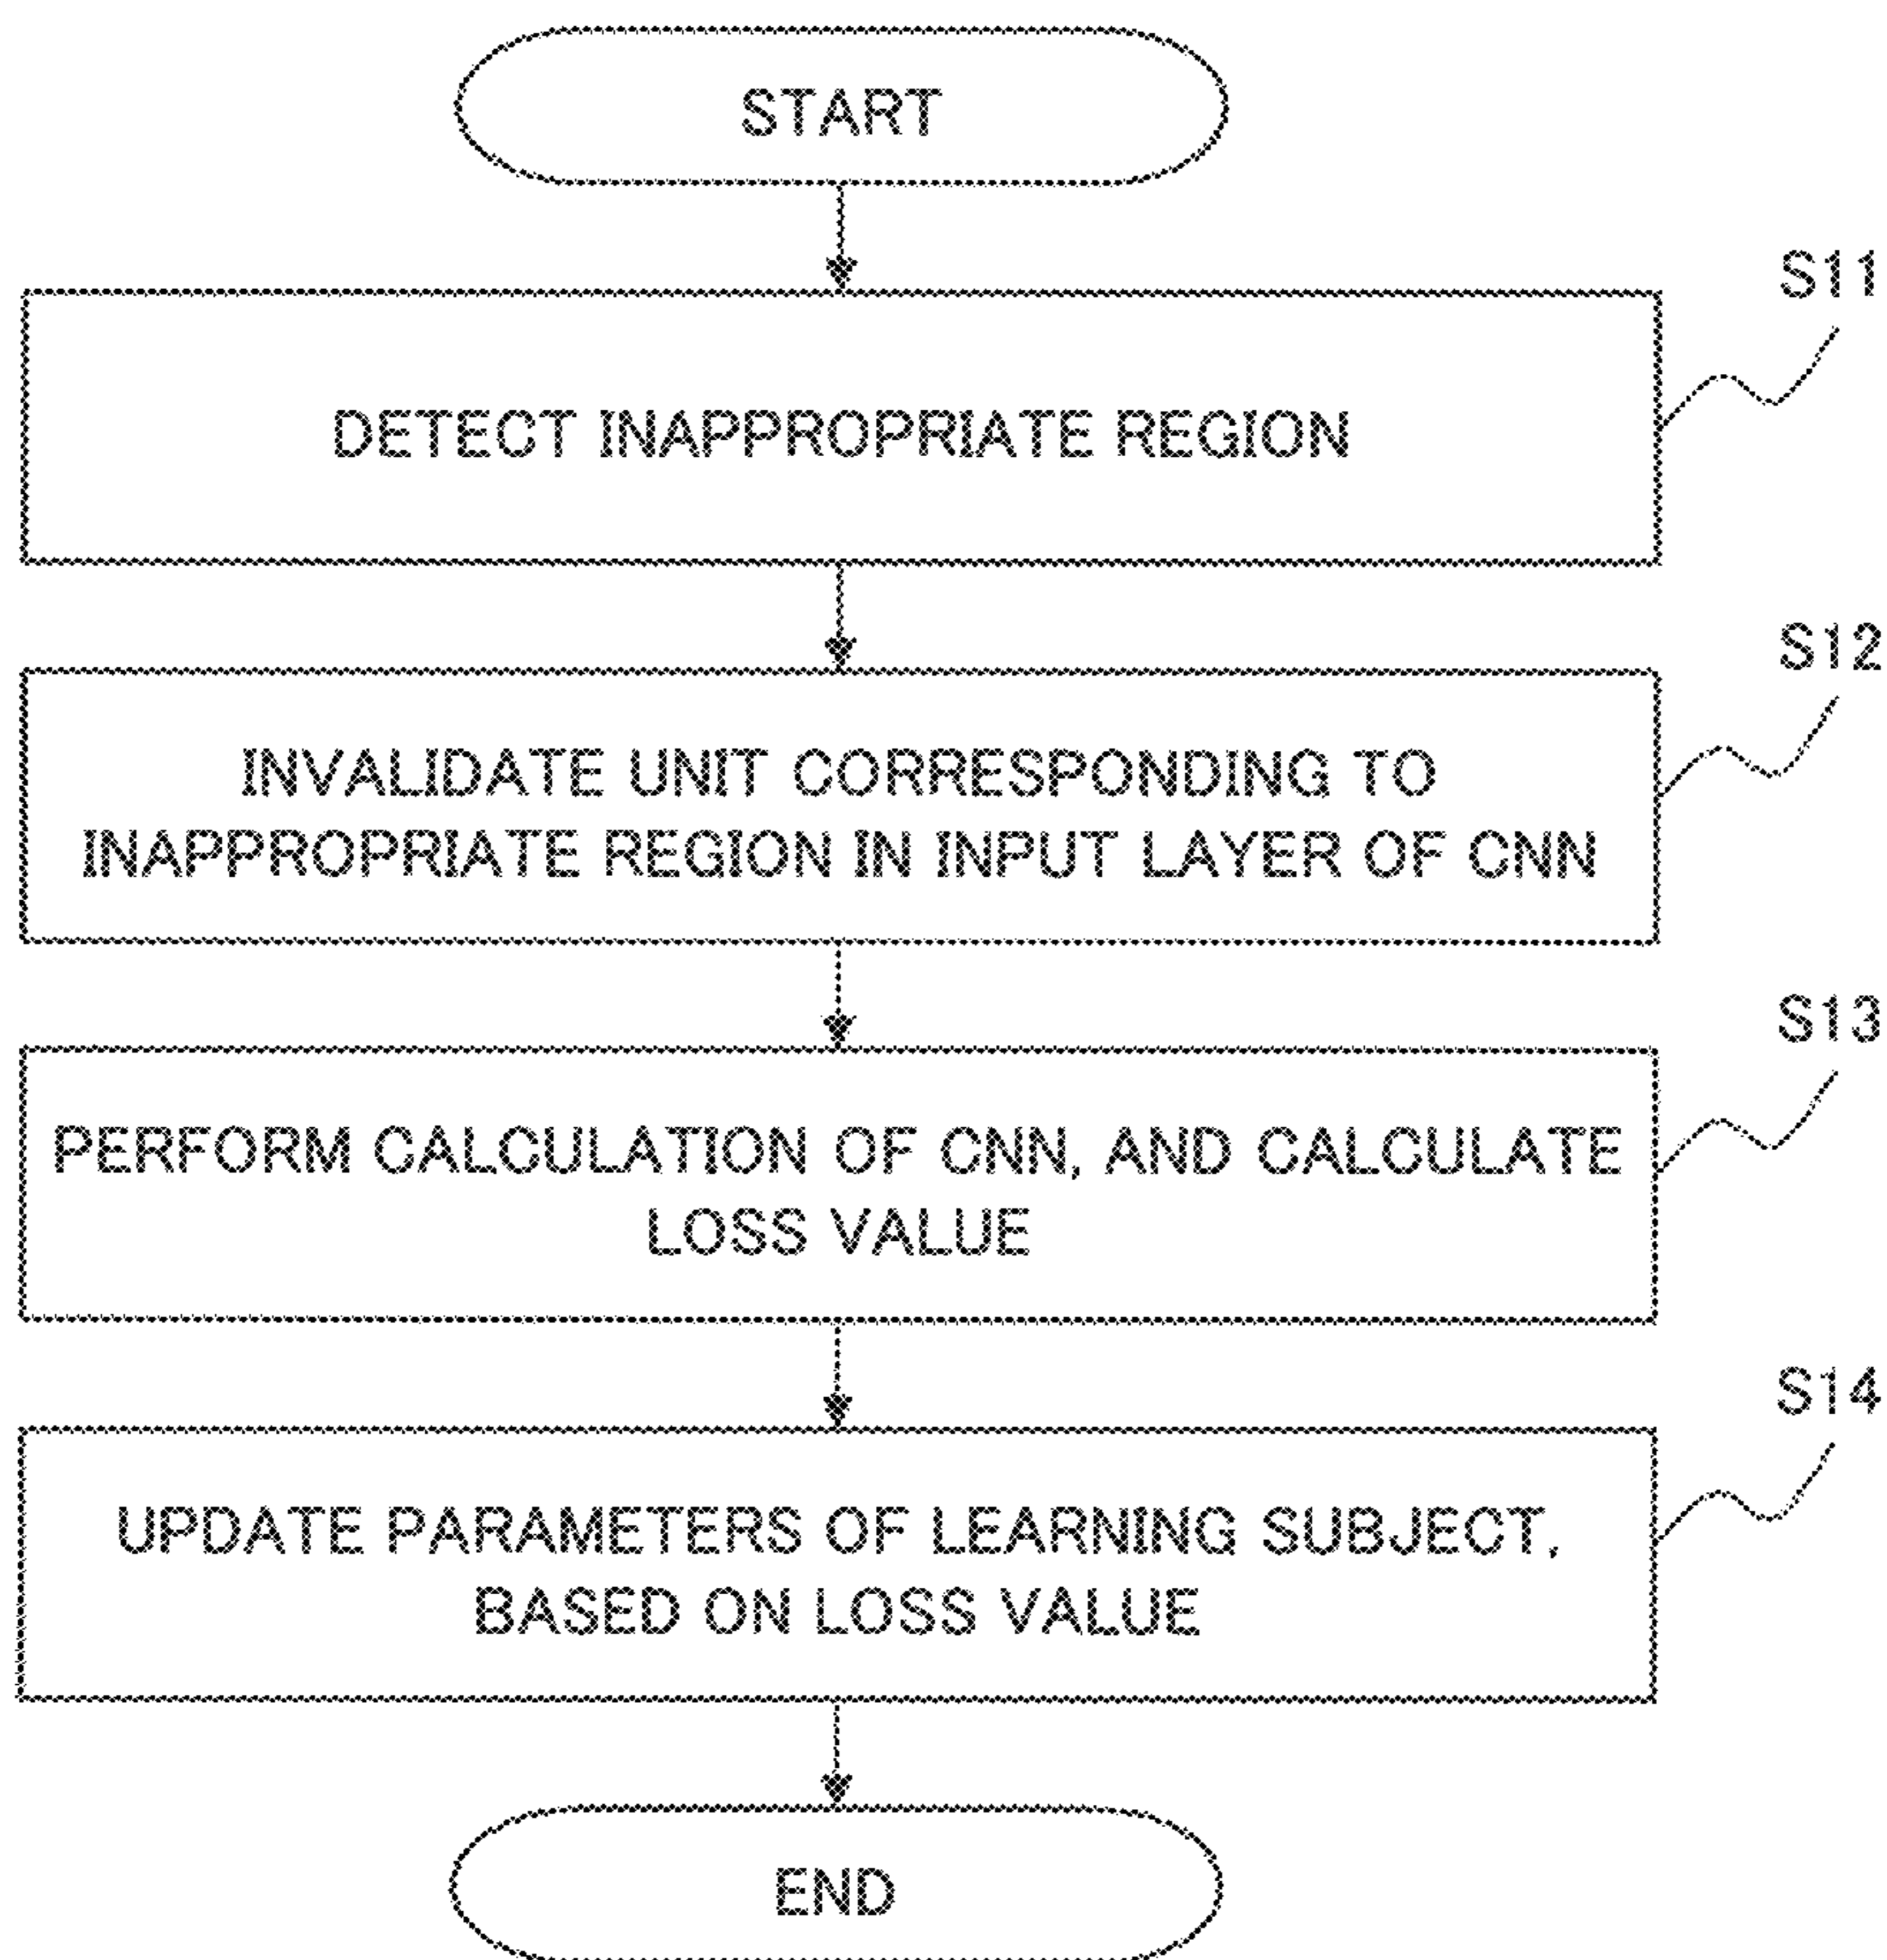 START
S11
DETECT INAPPROPRIATE REGION
S12
INVALIDATE UNIT CORRESPONDING TO
INAPPROPRIATE REGION IN INPUT LAYER OF CNN
S13
PERFORM CALCULATION OF CNN, AND CALCULATE
LOSS VALUE
S14
UPDATE PARAMETERS OF LEARNING SUBJECT,
BASED ON LOSS VALUE
END